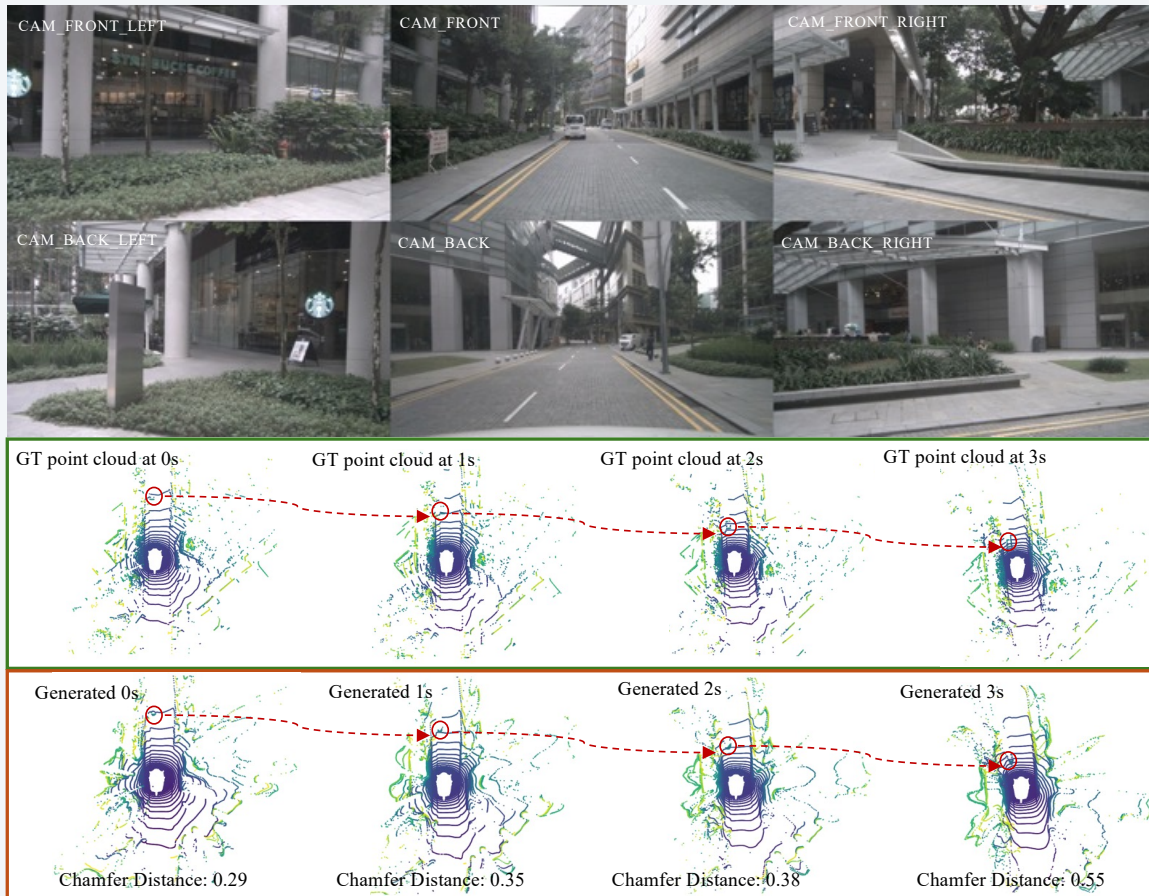 CAM_FRONT_LEFT
CAM_FRONT
CAM_FRONT_RIGHT
STARBUCKS COFFEE
CAM_BACK_LEFT
CAM_BACK
CAM_BACK_RIGHT
GT point cloud at 0s
GT point cloud at 1s
GT point cloud at 2s
GT point cloud at 3s
Generated 0s
Generated 1s
Generated 2s
Generated 3s
Chamfer Distance: 0.29
Chamfer Distance: 0.35
Chamfer Distance: 0.38
Chamfer Distance: 0.55